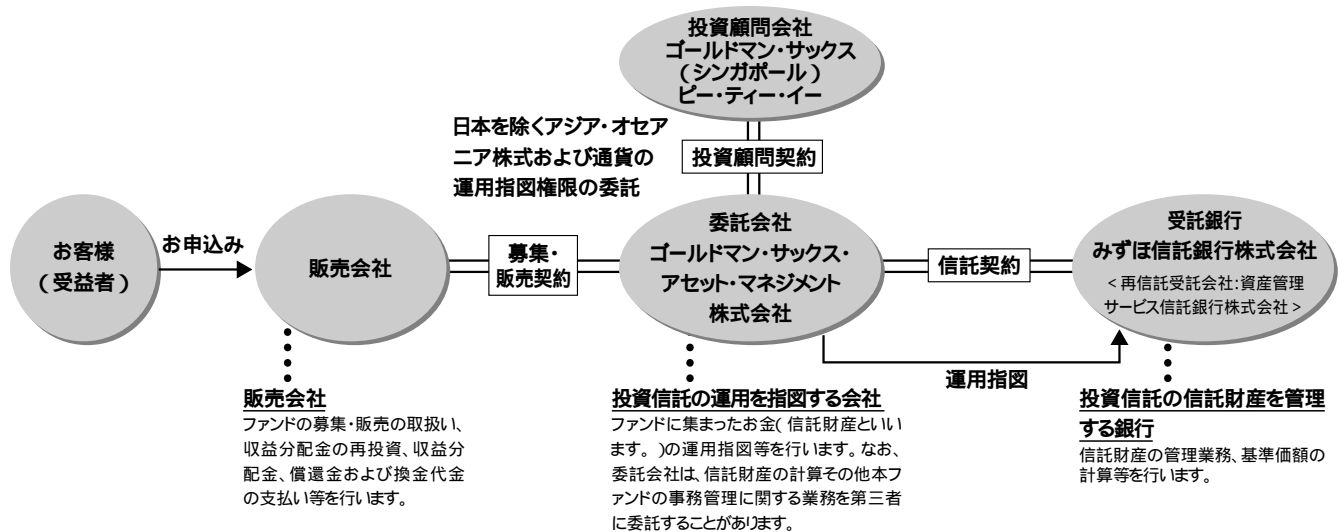 投資顧問会社
ゴールドマン・サックス
(シンガポール)
ピー・ティー・イー
日本を除くアジア・オセア
ニア株式および通貨の
運用指図権限の委託
投資顧問契約
お客様
(受益者)
お申込み
販売会社
募集・
販売契約
委託会社
ゴールドマン・サックス・
アセット・マネジメント
株式会社
信託契約
受託銀行
みずほ信託銀行株式会社
<再信託受託会社:資産管理
サービス信託銀行株式会社>
運用指図
販売会社
ファンドの募集・販売の取扱い、
収益分配金の再投資、収益分
配金、償還金および換金代金
の支払い等を行います。
投資信託の運用を指図する会社
ファンドに集まったお金(信託財産といい
ます。)の運用指図等を行います。なお、
委託会社は、信託財産の計算その他本フ
ァンドの事務管理に関する業務を第三者
に委託することがあります。
投資信託の信託財産を管理
する銀行
信託財産の管理業務、基準価額の
計算等を行います。